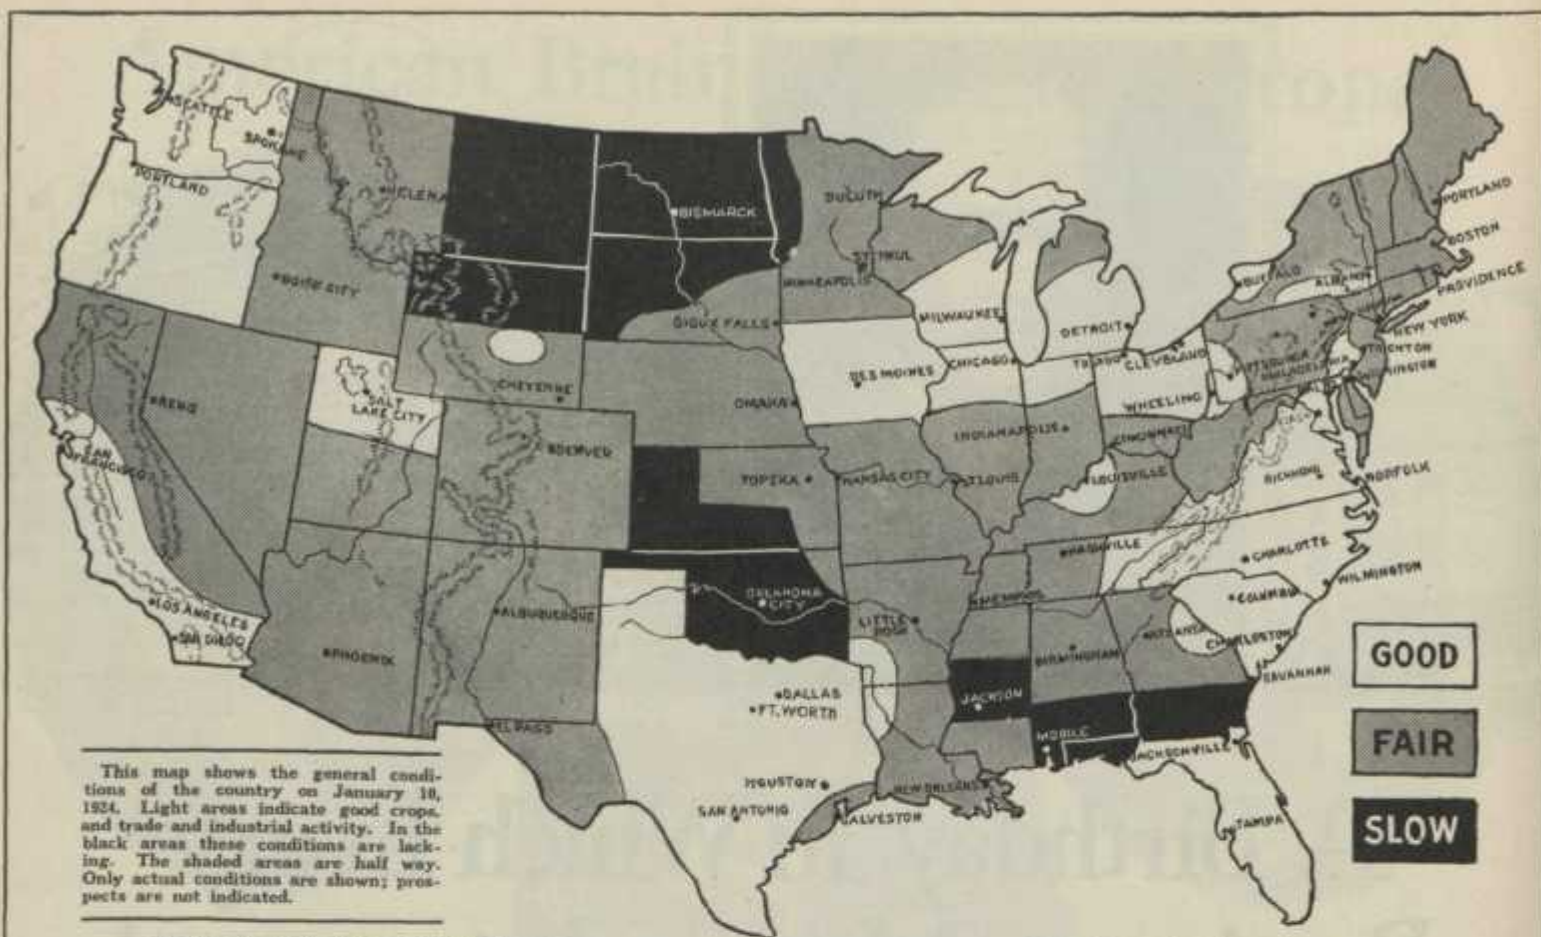 SEATTLE
SPOKANE
PORTLAND
HELENA
BISMARCK
DULUTH
ST PAUL
MINNEAPOLIS
BOISE CITY
SIOUX FALLS
MILWAUKEE
DETROIT
BUFFALO
ALBANY
PORTLAND
BOSTON
PROVIDENCE
NEW YORK
TRENTON
PITTSBURGH
PHILADELPHIA
CHEYENNE
DES MOINES
CHICAGO
TOLEDO
CLEVELAND
SALT
LAKE CITY
RENO
OMAHA
WHEELING
INDIANAPOLIS
CINCINNATI
SAN
FRANCISCO
DENVER
TOPEKA
KANSAS CITY
ST LOUIS
LOUISVILLE
WASH
RICHMOND
NORFOLK
NASHVILLE
CHARLOTTE
WILMINGTON
LOS ANGELES
SAN DIEGO
ALBUQUERQUE
OKLAHOMA
CITY
MEMPHIS
LITTLE
ROCK
COLUMBIA
PHOENIX
BIRMINGHAM
ATLANTA
CHARLESTON
SAVANNAH
DALLAS
FT. WORTH
JACKSON
EL PASO
MOBILE
JACKSONVILLE
HOUSTON
NEW ORLEANS
SAN ANTONIO
GALVESTON
TAMPA
GOOD
FAIR
SLOW
This map shows the general condi-
tions of the country on January 10,
1924. Light areas indicate good crops,
and trade and industrial activity. In the
black areas these conditions are lack-
ing. The shaded areas are half way.
Only actual conditions are shown; pros-
pects are not indicated.